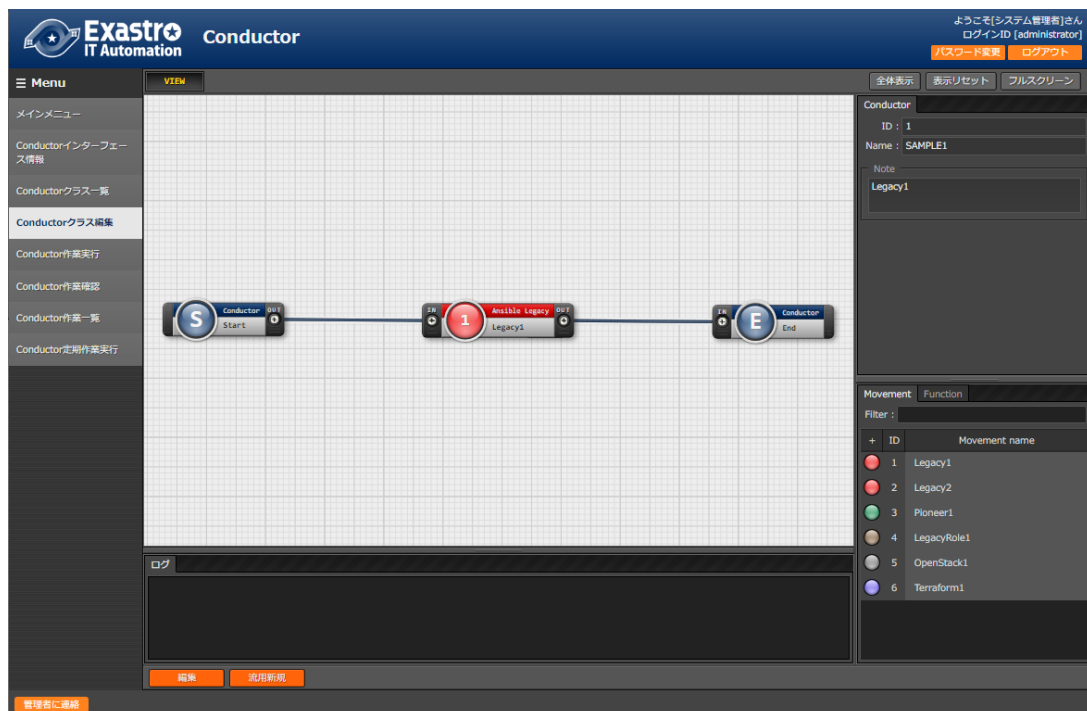 Exastro
IT Automation
Conductor
ようこそ[システム管理者]さん
ログインID [administrator]
パスワード変更
ログアウト
☰ Menu
メインメニュー
Conductorインターフェー
ス情報
Conductorクラス一覧
Conductorクラス編集
Conductor作業実行
Conductor作業確認
Conductor作業一覧
Conductor定期作業実行
VIEW
全体表示
表示リセット
フルスクリーン
S
Conductor
Start
OUT
IN
1
Ansible Legacy
Legacy1
OUT
IN
E
Conductor
End
Conductor
ID : 1
Name : SAMPLE1
Note
Legacy1
Movement Function
Filter :
+ ID Movement name
1 Legacy1
2 Legacy2
3 Pioneer1
4 LegacyRole1
5 OpenStack1
6 Terraform1
ログ
編集
流用新規
管理者に連絡